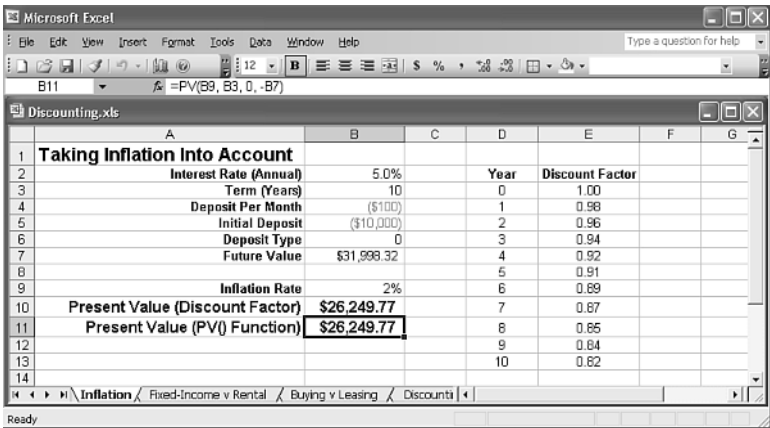 Microsoft Excel
File Edit View Insert Format Tools Data Window Help Type a question for help
12 B $ % ,
B11 fx =PV(B9, B3, 0, -B7)
Discounting.xls
A B C D E F G
1 Taking Inflation Into Account
2 Interest Rate (Annual) 5.0% Year Discount Factor
3 Term (Years) 10 0 1.00
4 Deposit Per Month ($100) 1 0.98
5 Initial Deposit ($10,000) 2 0.96
6 Deposit Type 0 3 0.94
7 Future Value $31,998.32 4 0.92
8 5 0.91
9 Inflation Rate 2% 6 0.89
10 Present Value (Discount Factor) $26,249.77 7 0.87
11 Present Value (PV() Function) $26,249.77 8 0.85
12 9 0.84
13 10 0.82
14
Inflation Fixed-Income v Rental Buying v Leasing Discounti
Ready